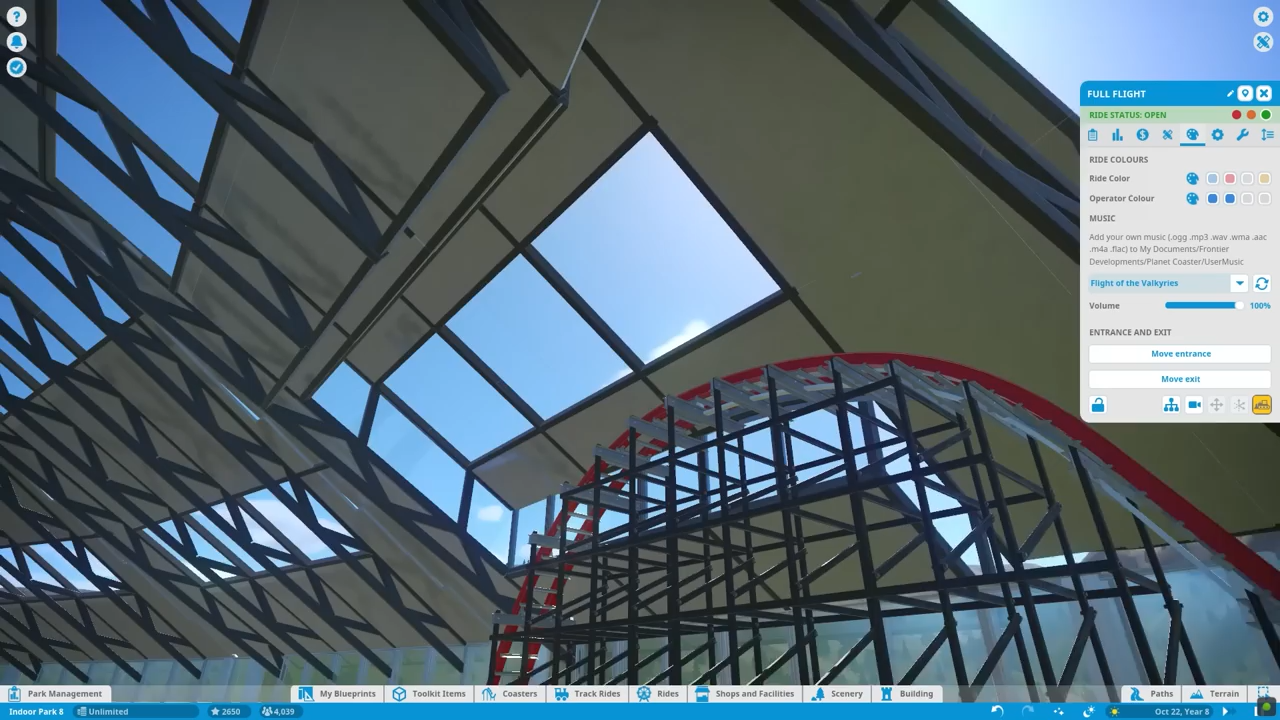 FULL FLIGHT
RIDE STATUS: OPEN
RIDE COLOURS
Ride Color
Operator Colour
MUSIC
Add your own music (.ogg .mp3 .wav .wma .aac
.m4a .flac) to My Documents/Frontier
Developments/Planet Coaster/UserMusic
Flight of the Valkyries
Volume 100%
ENTRANCE AND EXIT
Move entrance
Move exit
Park Management My Blueprints Toolkit Items Coasters Track Rides Rides Shops and Facilities Scenery Building Paths Terrain
Indoor Park 8 Unlimited 2650 4,039 Oct 22, Year 8